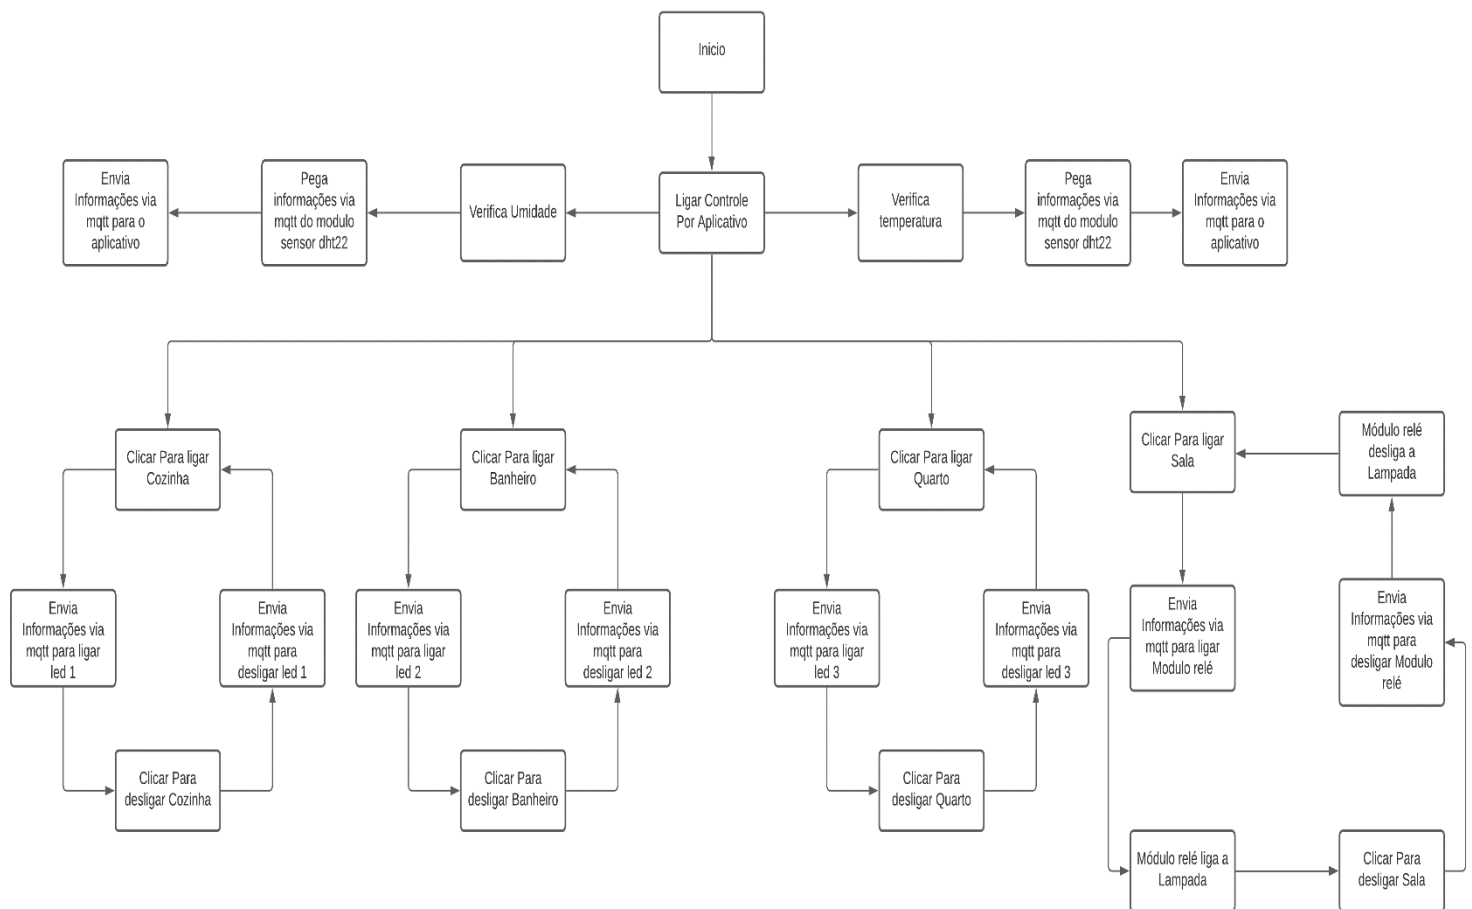 Inicio
Envia
Informações via
mqtt para o
aplicativo
Pega
informações via
mqtt do modulo
sensor dht22
Verifica Umidade
Ligar Controle
Por Aplicativo
Verifica
temperatura
Pega
informações via
mqtt do modulo
sensor dht22
Envia
Informações via
mqtt para o
aplicativo
Clicar Para ligar
Cozinha
Clicar Para ligar
Banheiro
Clicar Para ligar
Quarto
Clicar Para ligar
Sala
Módulo relé
desliga a
Lampada
Envia
Informações via
mqtt para ligar
led 1
Envia
Informações via
mqtt para
desligar led 1
Envia
Informações via
mqtt para ligar
led 2
Envia
Informações via
mqtt para
desligar led 2
Envia
Informações via
mqtt para ligar
led 3
Envia
Informações via
mqtt para
desligar led 3
Envia
Informações via
mqtt para ligar
Modulo relé
Envia
Informações via
mqtt para
desligar Modulo
relé
Clicar Para
desligar Cozinha
Clicar Para
desligar Banheiro
Clicar Para
desligar Quarto
Módulo relé liga a
Lampada
Clicar Para
desligar Sala